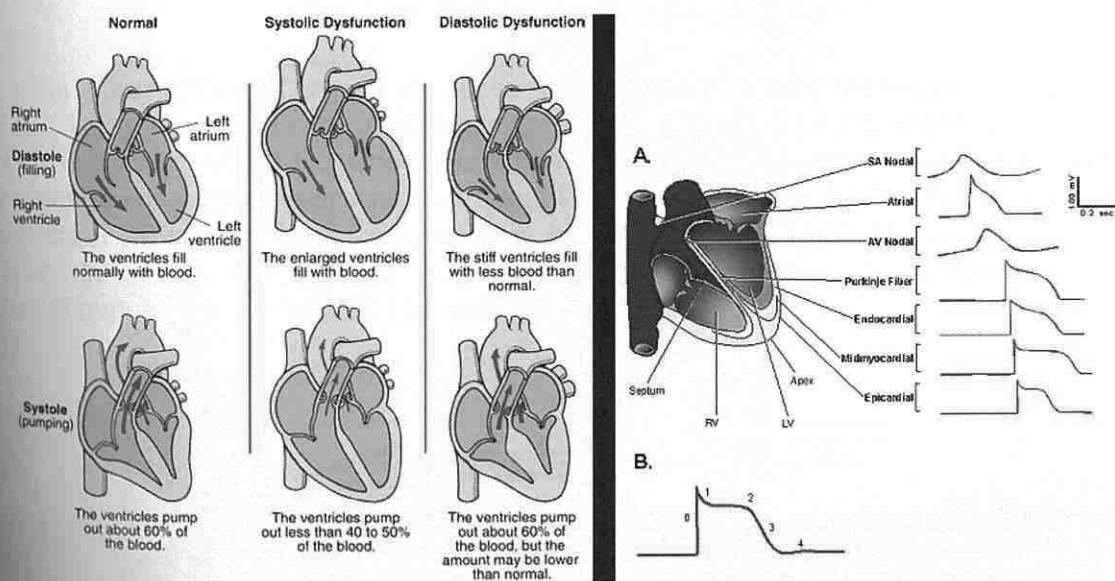 Normal
Systolic Dysfunction
Diastolic Dysfunction
Right
atrium
Left
atrium
Diastole
(filling)
Right
ventricle
Left
ventricle
The ventricles fill
normally with blood.
The enlarged ventricles
fill with blood.
The stiff ventricles fill
with less blood than
normal.
Systole
(pumping)
The ventricles pump
out about 60% of
the blood.
The ventricles pump
out less than 40 to 50%
of the blood.
The ventricles pump
out about 60% of
the blood, but the
amount may be lower
than normal.
A.
SA Nodal
Atrial
AV Nodal
Purkinje Fiber
Endocardial
Midmyocardial
Epicardial
100 mV
0.2 sec
Septum
RV
LV
Apex
B.
0
1
2
3
4